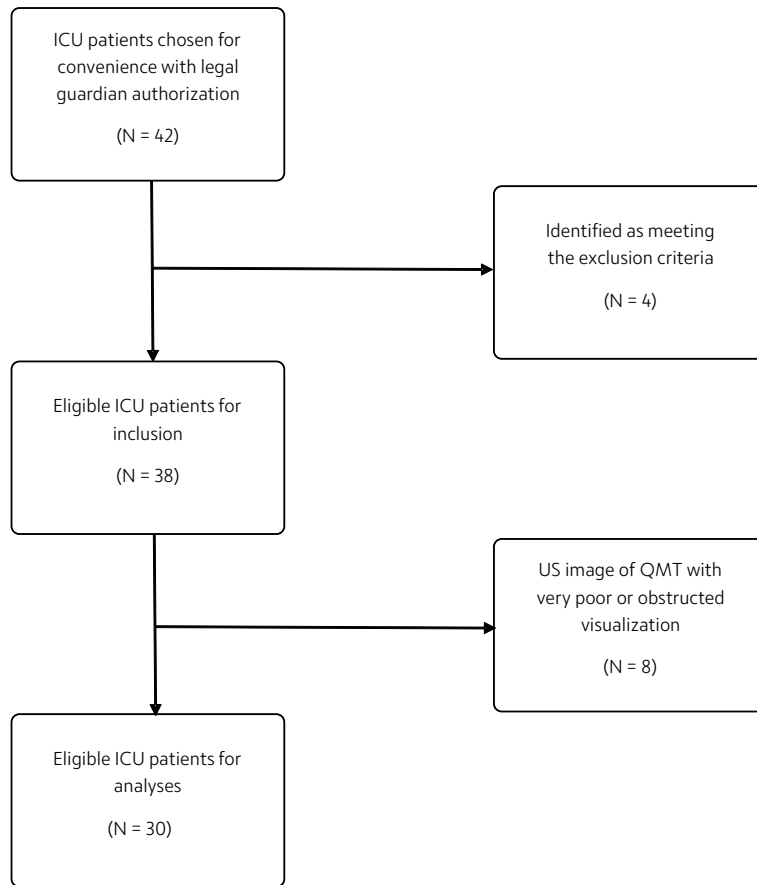 ICU patients chosen for
convenience with legal
guardian authorization
(N = 42)
Identified as meeting
the exclusion criteria
(N = 4)
Eligible ICU patients for
inclusion
(N = 38)
US image of QMT with
very poor or obstructed
visualization
(N = 8)
Eligible ICU patients for
analyses
(N = 30)